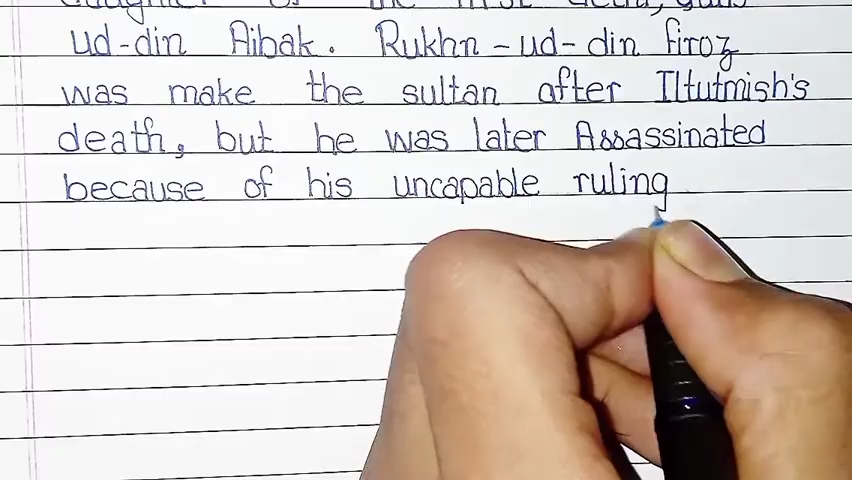 ud-din Aibak. Rukhn-ud-din firoz
was make the sultan after Iltutmish's
death, but he was later Assassinated
because of his uncapable ruling